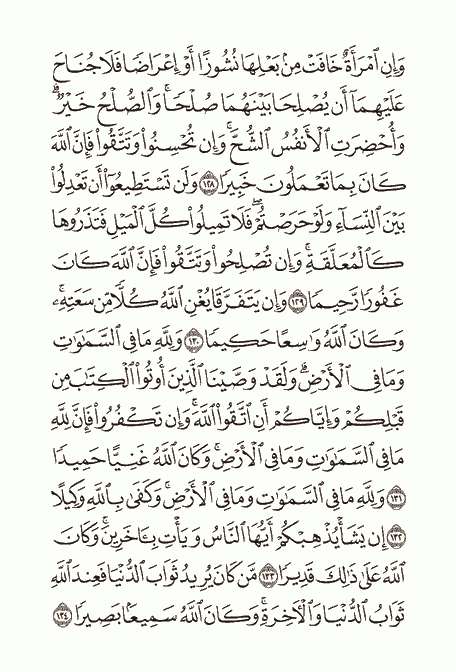 وَإِنِ ٱمۡرَأَةٌ خَافَتۡ مِنۢ بَعۡلِهَا نُشُوزًا أَوۡ إِعۡرَاضٗا فَلَا جُنَاحَ
عَلَيۡهِمَآ أَن يُصۡلِحَا بَيۡنَهُمَا صُلۡحٗاۚ وَٱلصُّلۡحُ خَيۡرٞۗ
وَأُحۡضِرَتِ ٱلۡأَنفُسُ ٱلشُّحَّۚ وَإِن تُحۡسِنُواْ وَتَتَّقُواْ فَإِنَّ ٱللَّهَ
كَانَ بِمَا تَعۡمَلُونَ خَبِيرٗا ١٢٨ وَلَن تَسۡتَطِيعُوٓاْ أَن تَعۡدِلُواْ
بَيۡنَ ٱلنِّسَآءِ وَلَوۡ حَرَصۡتُمۡۖ فَلَا تَمِيلُواْ كُلَّ ٱلۡمَيۡلِ فَتَذَرُوهَا
كَٱلۡمُعَلَّقَةِۚ وَإِن تُصۡلِحُواْ وَتَتَّقُواْ فَإِنَّ ٱللَّهَ كَانَ
غَفُورٗا رَّحِيمٗا ١٢٩ وَإِن يَتَفَرَّقَا يُغۡنِ ٱللَّهُ كُلّٗا مِّن سَعَتِهِۦۚ
وَكَانَ ٱللَّهُ وَٰسِعًا حَكِيمٗا ١٣٠ وَلِلَّهِ مَا فِي ٱلسَّمَٰوَٰتِ
وَمَا فِي ٱلۡأَرۡضِۗ وَلَقَدۡ وَصَّيۡنَا ٱلَّذِينَ أُوتُواْ ٱلۡكِتَٰبَ مِن
قَبۡلِكُمۡ وَإِيَّاكُمۡ أَنِ ٱتَّقُواْ ٱللَّهَۚ وَإِن تَكۡفُرُواْ فَإِنَّ لِلَّهِ
مَا فِي ٱلسَّمَٰوَٰتِ وَمَا فِي ٱلۡأَرۡضِۚ وَكَانَ ٱللَّهُ غَنِيًّا حَمِيدٗا
١٣١ وَلِلَّهِ مَا فِي ٱلسَّمَٰوَٰتِ وَمَا فِي ٱلۡأَرۡضِۚ وَكَفَىٰ بِٱللَّهِ وَكِيلًا
١٣٢ إِن يَشَأۡ يُذۡهِبۡكُمۡ أَيُّهَا ٱلنَّاسُ وَيَأۡتِ بِـَٔاخَرِينَۚ وَكَانَ
ٱللَّهُ عَلَىٰ ذَٰلِكَ قَدِيرٗا ١٣٣ مَّن كَانَ يُرِيدُ ثَوَابَ ٱلدُّنۡيَا فَعِندَ ٱللَّهِ
ثَوَابُ ٱلدُّنۡيَا وَٱلۡأٓخِرَةِۚ وَكَانَ ٱللَّهُ سَمِيعَۢا بَصِيرٗا ١٣٤